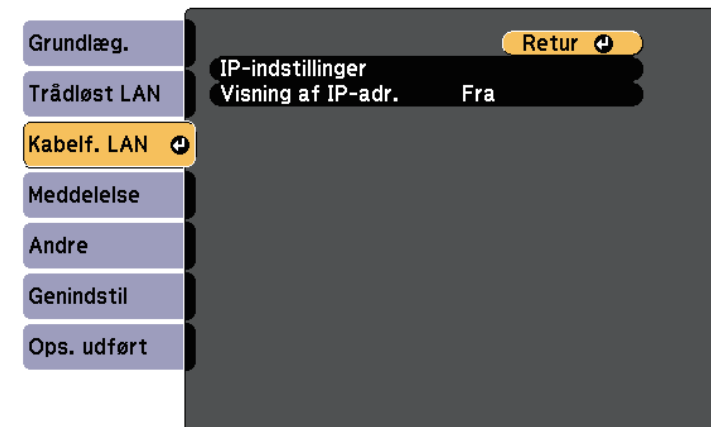 Grundlæg.
Trådløst LAN
Kabelf. LAN
Meddelelse
Andre
Genindstil
Ops. udført
Retur
IP-indstillinger
Visning af IP-adr. Fra